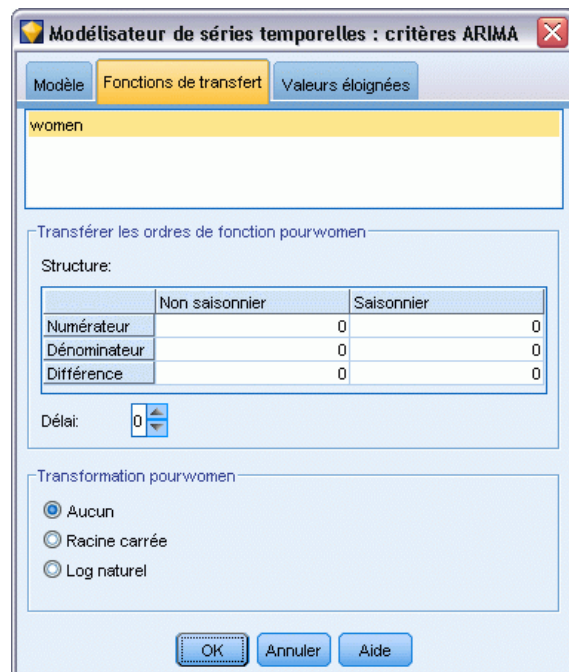 Modélisateur de séries temporelles : critères ARIMA
Modèle Fonctions de transfert Valeurs éloignées
women
Transférer les ordres de fonction pourwomen
Structure:
Non saisonnier Saisonnier
Numérateur 0 0
Dénominateur 0 0
Différence 0 0
Délai: 0
Transformation pourwomen
Aucun
Racine carrée
Log naturel
OK Annuler Aide